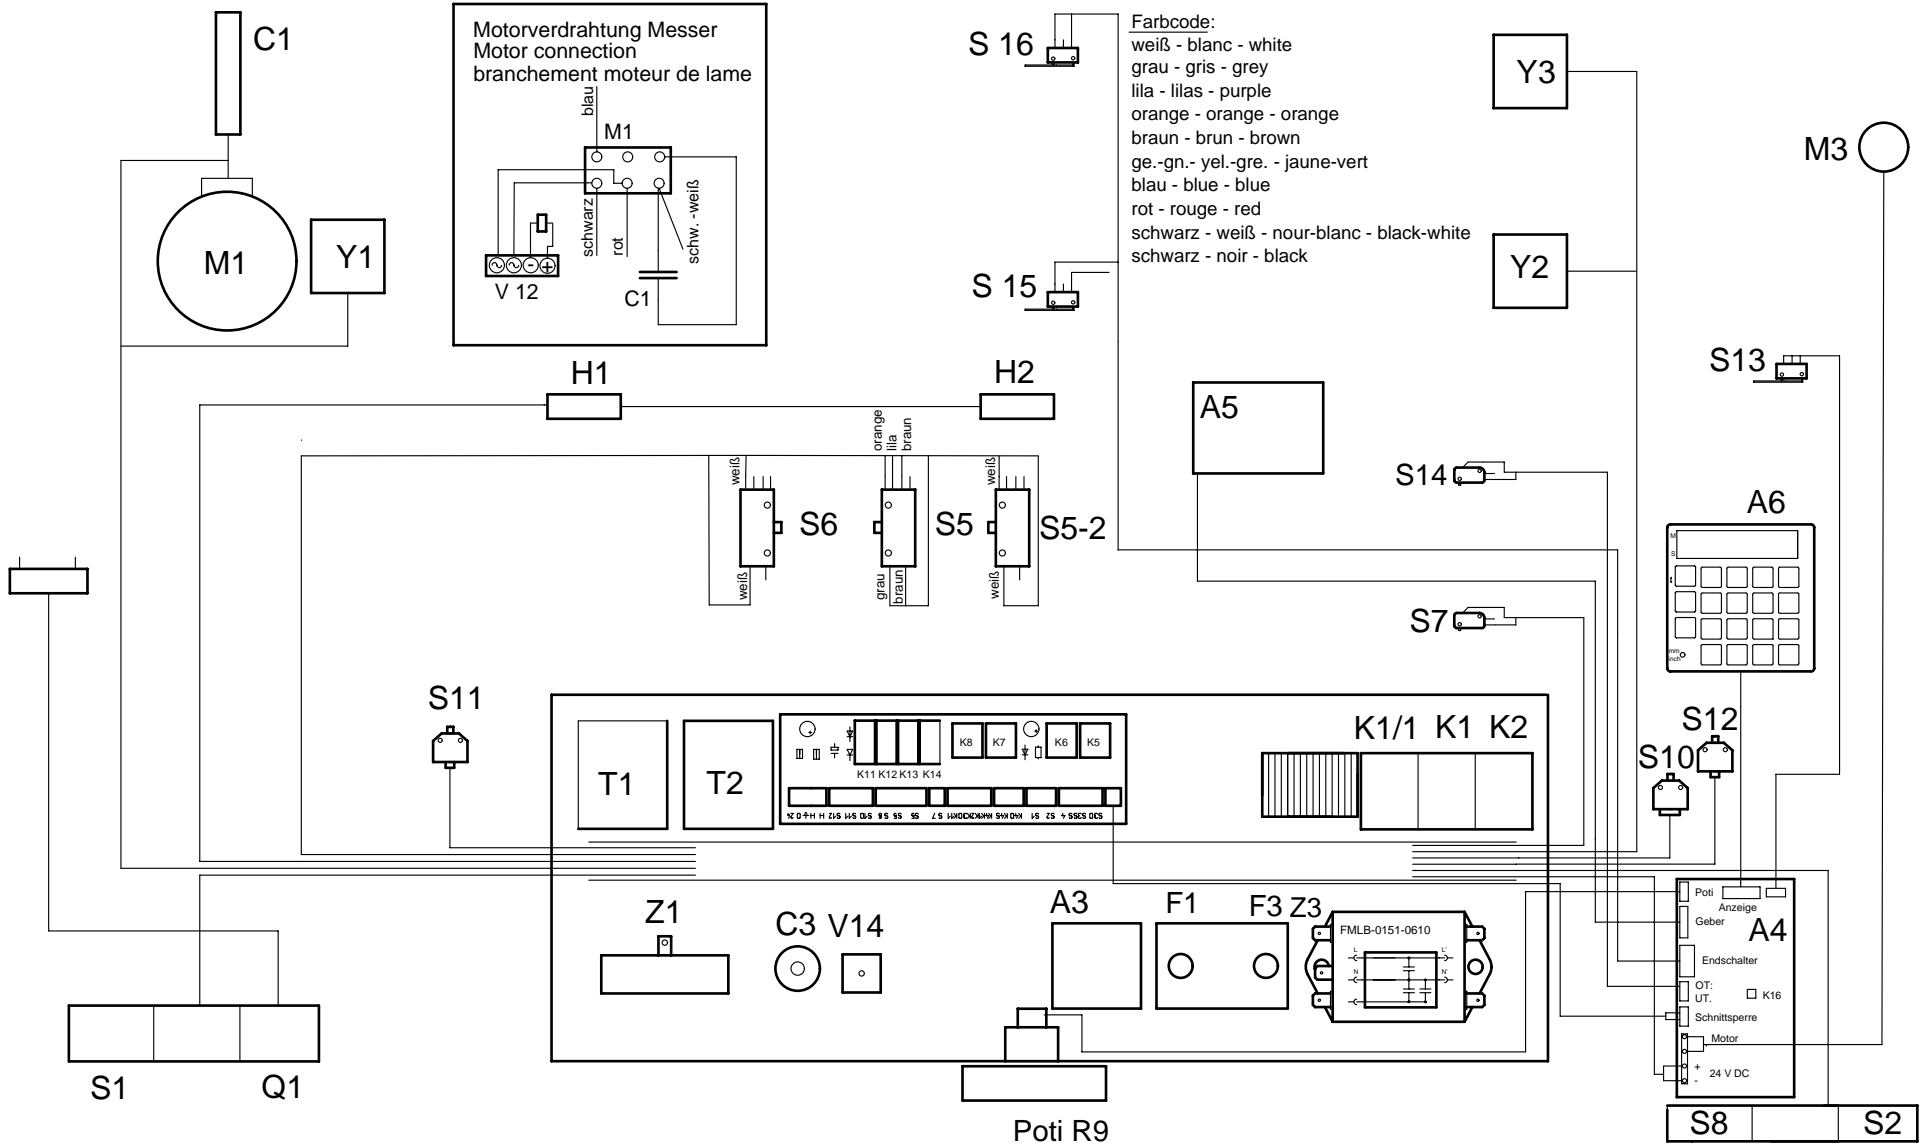 C1
Motorverdrahtung Messer
Motor connection
branchement moteur de lame
blau
M1
schwarz
rot
schw. -weiß
V 12
C1
S 16
Farbcode:
weiß - blanc - white
grau - gris - grey
lila - lilas - purple
orange - orange - orange
braun - brun - brown
ge.-gn.- yel.-gre. - jaune-vert
blau - blue - blue
rot - rouge - red
schwarz - weiß - nour-blanc - black-white
schwarz - noir - black
Y3
M3
M1
Y1
S 15
Y2
S13
H1
H2
A5
orange
lila
braun
weiß
weiß
S6
S5
S5-2
weiß
grau
braun
weiß
S14
A6
M
S
mm
inch
S7
S11
T1
T2
K11 K12 K13 K14
K8
K7
K6
K5
K1/1
K1
K2
S12
S10
Z1
C3
V14
A3
F1
F3
Z3
FMLB-0151-0610
L
L'
N
N'
Poti
Anzeige
Geber
A4
Endschalter
OT:
UT.
K16
Schnittsperre
Motor
+
24 V DC
-
S1
Q1
Poti R9
S8
S2